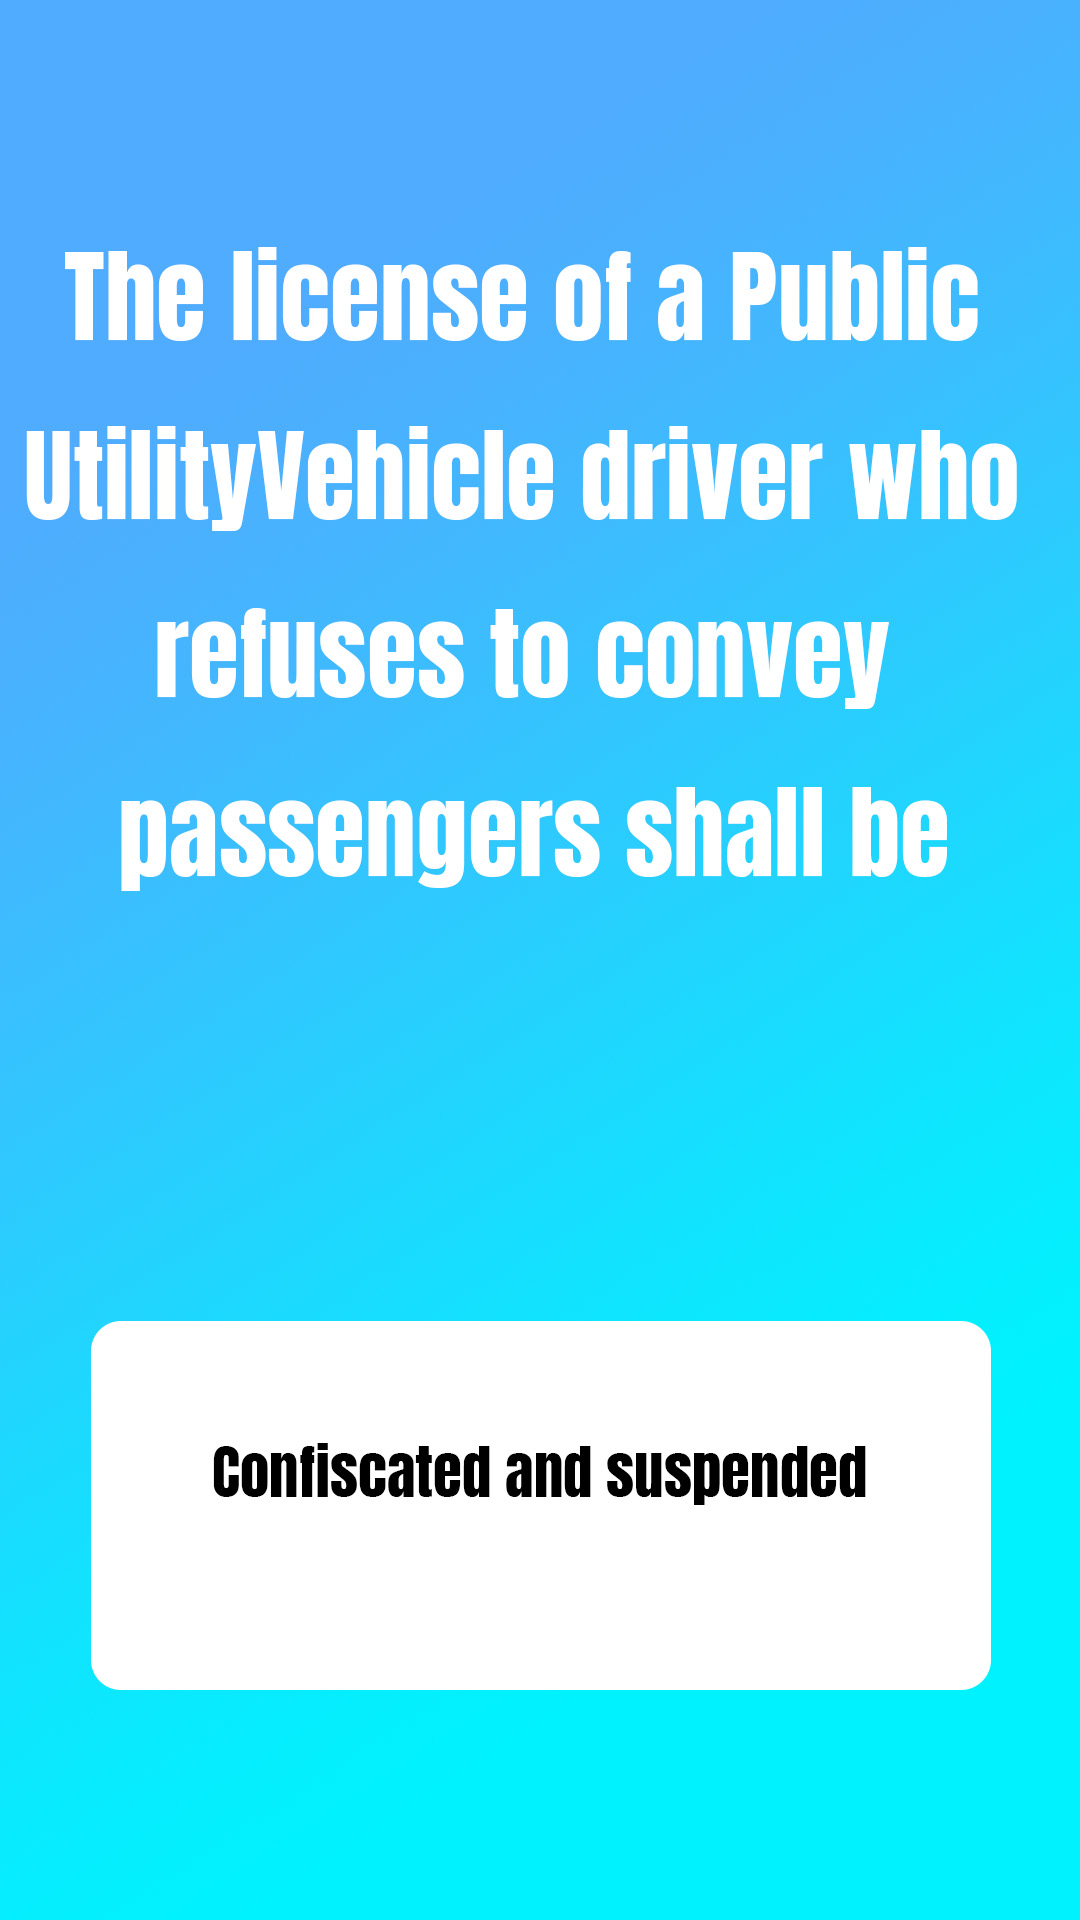 The license of a Public
UtilityVehicle driver who
refuses to convey
passengers shall be
Confiscated and suspended